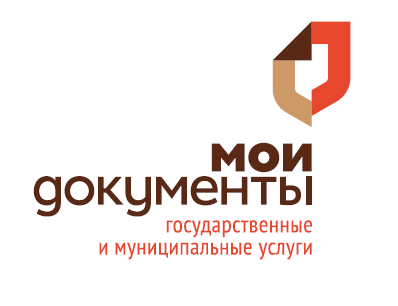 мои
документы
государственные
и муниципальные услуги